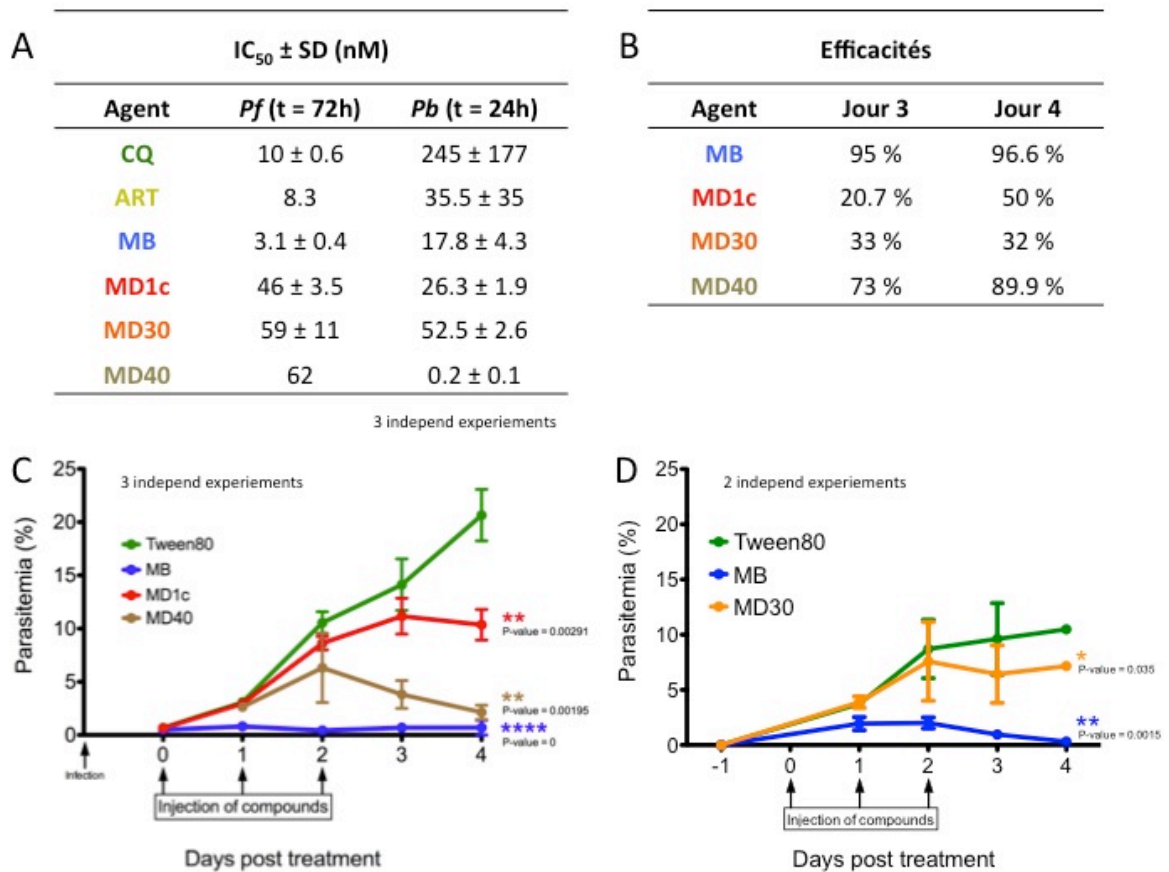 A
IC50 ± SD (nM)
Agent Pf (t = 72h) Pb (t = 24h)
CQ 10 ± 0.6 245 ± 177
ART 8.3 35.5 ± 35
MB 3.1 ± 0.4 17.8 ± 4.3
MD1c 46 ± 3.5 26.3 ± 1.9
MD30 59 ± 11 52.5 ± 2.6
MD40 62 0.2 ± 0.1
3 independ experiements
B
Efficacités
Agent Jour 3 Jour 4
MB 95 % 96.6 %
MD1c 20.7 % 50 %
MD30 33 % 32 %
MD40 73 % 89.9 %
C
3 independ experiements
Parasitemia (%)
25
20
15
10
5
0
Tween80
MB
MD1c
MD40
**
P-value = 0.00291
**
P-value = 0.00195
****
P-value = 0
0 1 2 3 4
Infection
Injection of compounds
Days post treatment
D
2 independ experiements
Parasitemia (%)
25
20
15
10
5
0
Tween80
MB
MD30
*
P-value = 0.035
**
P-value = 0.0015
-1 0 1 2 3 4
Injection of compounds
Days post treatment